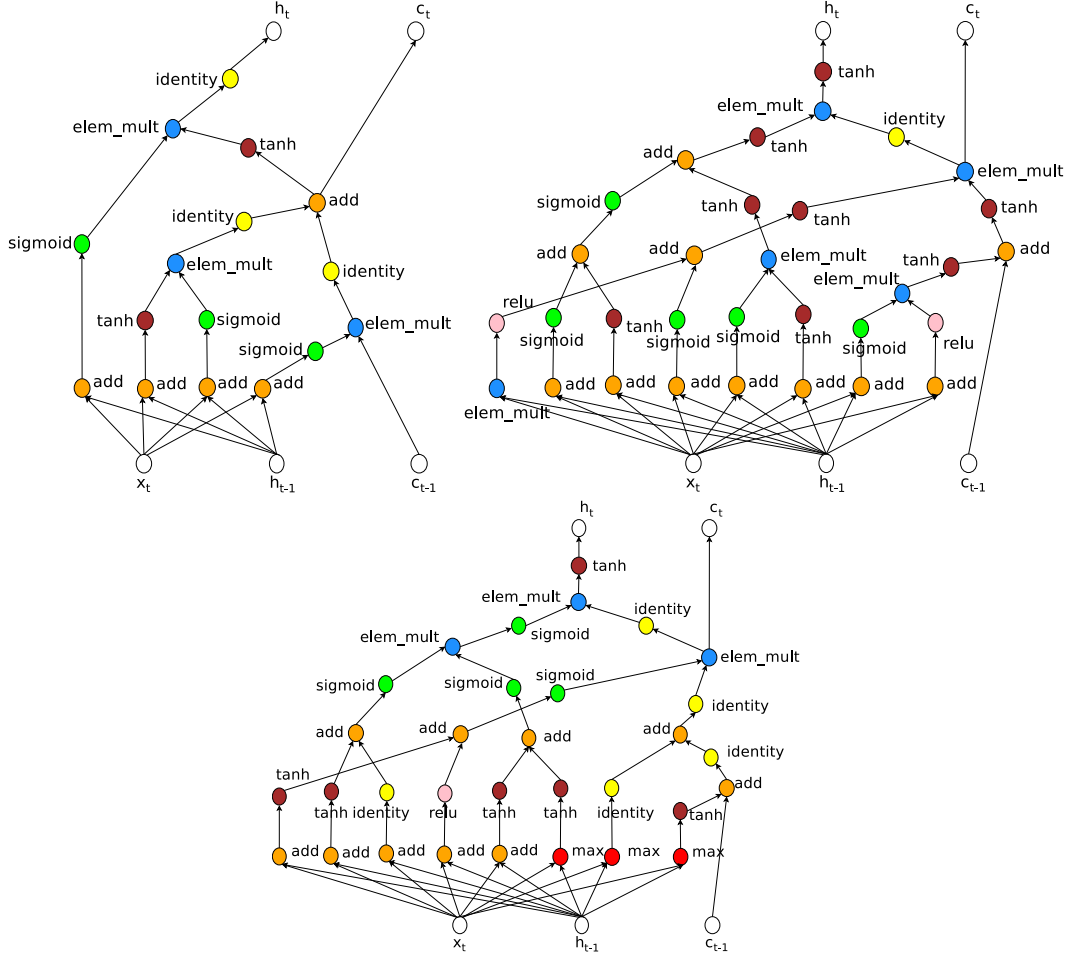 h_t
c_t
identity
elem_mult
tanh
add
identity
sigmoid
elem_mult
identity
tanh
sigmoid
elem_mult
sigmoid
add
add
add
add
x_t
h_t-1
c_t-1
h_t
c_t
tanh
elem_mult
identity
tanh
add
elem_mult
sigmoid
tanh
tanh
tanh
add
add
elem_mult
add
tanh
elem_mult
relu
sigmoid
tanh
sigmoid
sigmoid
tanh
sigmoid
relu
elem_mult
add
add
add
add
add
add
add
x_t
h_t-1
c_t-1
h_t
c_t
tanh
elem_mult
identity
sigmoid
elem_mult
elem_mult
sigmoid
sigmoid
sigmoid
identity
add
add
add
add
identity
tanh
tanh
identity
relu
tanh
tanh
identity
tanh
add
add
add
add
add
add
max
max
max
x_t
h_t-1
c_t-1